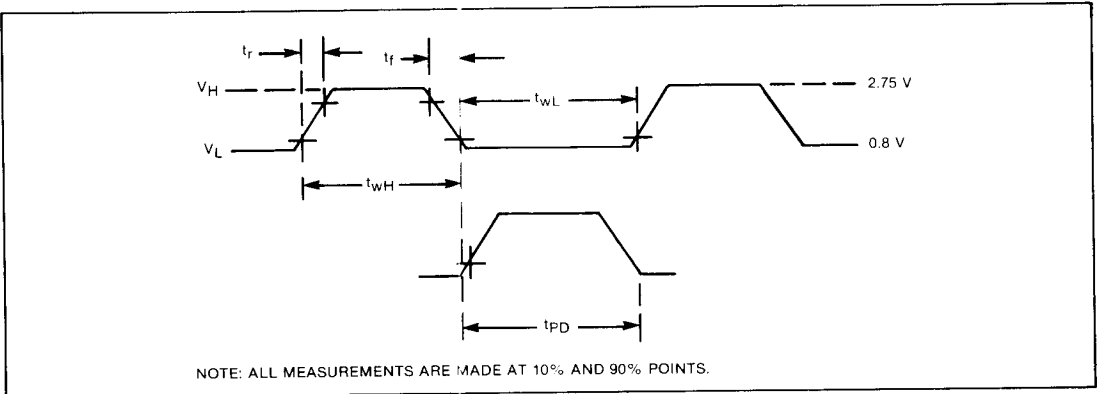 tr
tf
VH
2.75 V
twL
VL
0.8 V
twH
tPD
NOTE: ALL MEASUREMENTS ARE MADE AT 10% AND 90% POINTS.